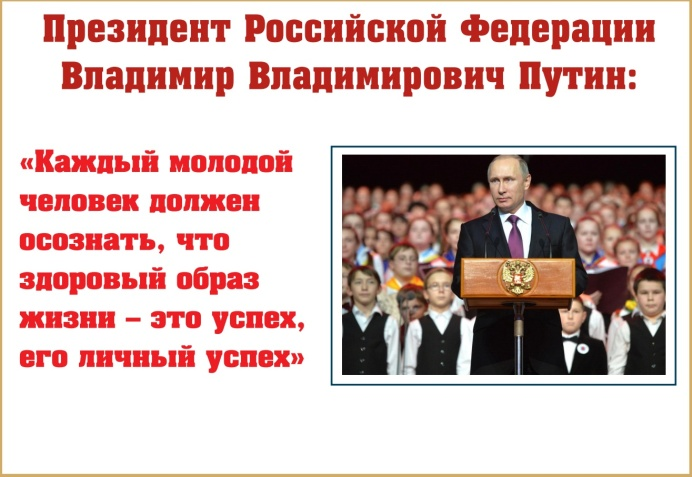 Президент Российской Федерации
Владимир Владимирович Путин:
«Каждый молодой
человек должен
осознать, что
здоровый образ
жизни – это успех,
его личный успех»